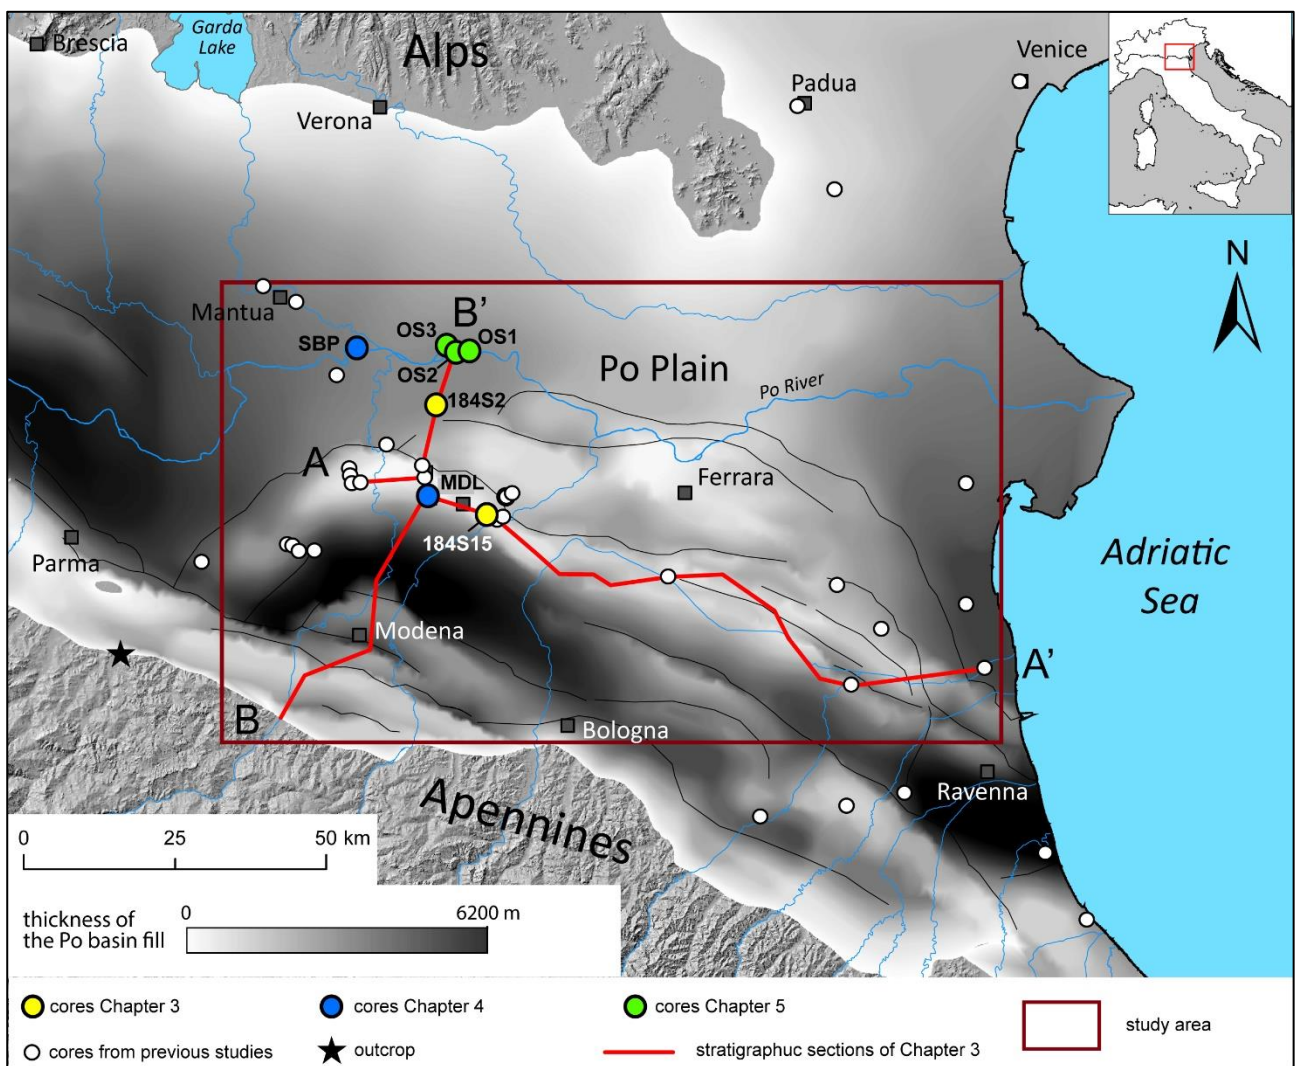 Garda
Lake
Brescia
Alps
Venice
Padua
Verona
N
Mantua
B'
OS3
OS1
SBP
OS2
Po Plain
Po River
184S2
A
Ferrara
MDL
184S15
Parma
Adriatic
Sea
Modena
A'
B
Bologna
Ravenna
Apennines
0 25 50 km
thickness of
the Po basin fill
0 6200 m
cores Chapter 3
cores Chapter 4
cores Chapter 5
study area
cores from previous studies
outcrop
stratigraphuc sections of Chapter 3